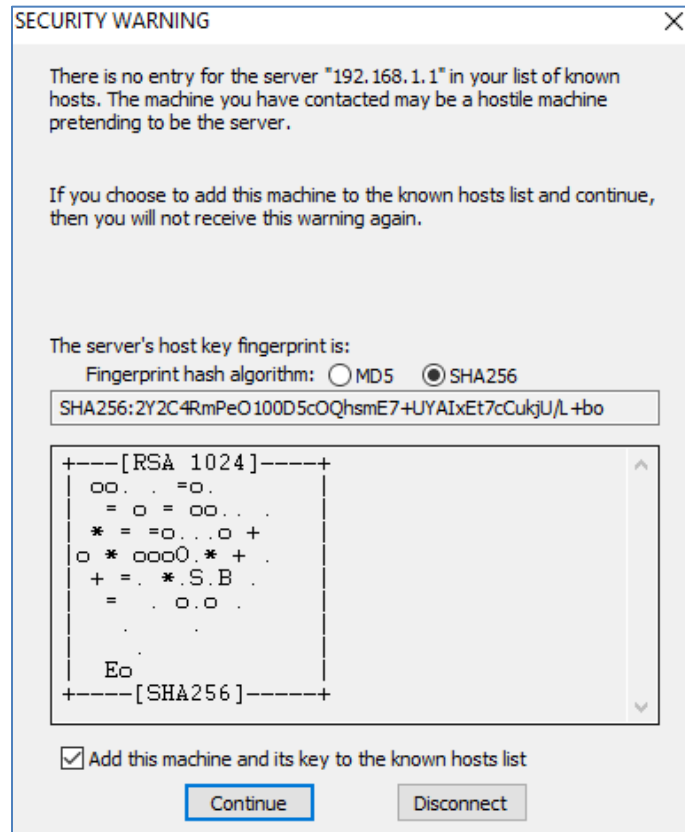 SECURITY WARNING
There is no entry for the server "192.168.1.1" in your list of known
hosts. The machine you have contacted may be a hostile machine
pretending to be the server.
If you choose to add this machine to the known hosts list and continue,
then you will not receive this warning again.
The server's host key fingerprint is:
Fingerprint hash algorithm: MD5 SHA256
SHA256:2Y2C4RmPeO100D5cOQhsmE7+UYAIxEt7cCukjU/L+bo
+---[RSA 1024]----+
| oo. . =o.       |
|  = o = oo.. .   |
| * = =o...o +    |
|o * oooO.* + .   |
| + =. *.S.B .    |
|  =  . o.o .     |
|   .    .        |
|    .            |
|  Eo             |
+----[SHA256]-----+
Add this machine and its key to the known hosts list
Continue Disconnect